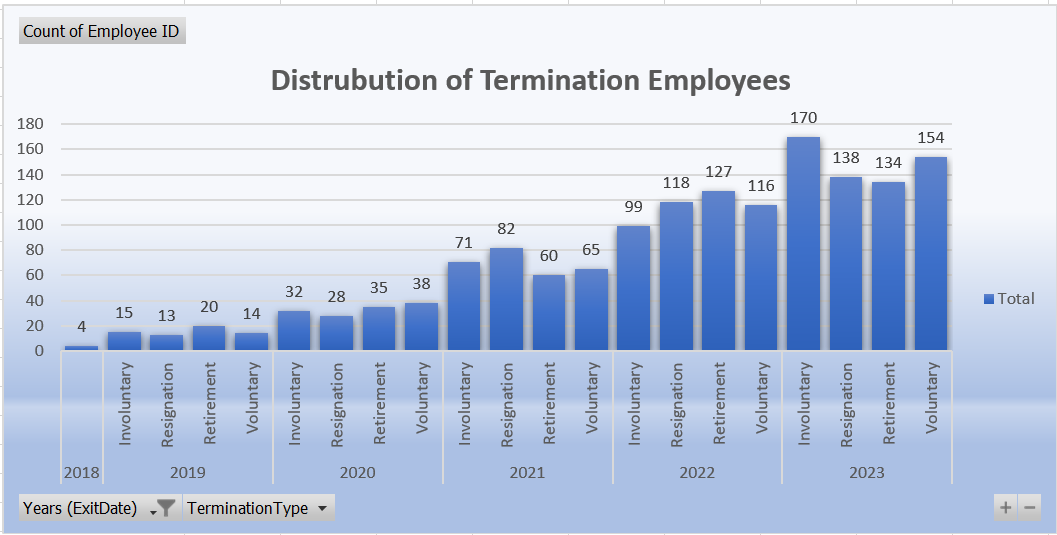 Count of Employee ID
Distrubution of Termination Employees
180
160
140
120
100
80
60
40
20
0
4
15
13
20
14
32
28
35
38
71
82
60
65
99
118
127
116
170
138
134
154
Total
Involuntary
Resignation
Retirement
Voluntary
Involuntary
Resignation
Retirement
Voluntary
Involuntary
Resignation
Retirement
Voluntary
Involuntary
Resignation
Retirement
Voluntary
Involuntary
Resignation
Retirement
Voluntary
2018 2019 2020 2021 2022 2023
Years (ExitDate) TerminationType + −